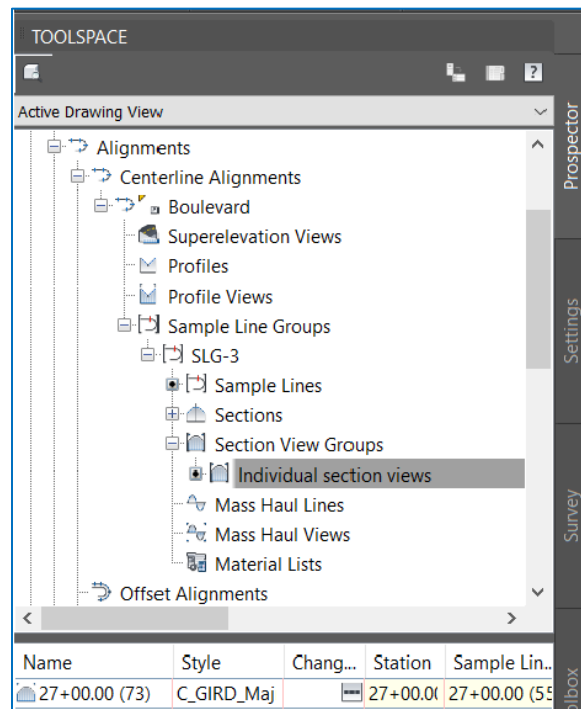 TOOLSPACE
?
Active Drawing View
Alignments
Centerline Alignments
Boulevard
Superelevation Views
Profiles
Profile Views
Sample Line Groups
SLG-3
Sample Lines
Sections
Section View Groups
Individual section views
Mass Haul Lines
Mass Haul Views
Material Lists
Offset Alignments
Name Style Chang... Station Sample Lin...
27+00.00 (73) C_GIRD_Maj 27+00.0( 27+00.00 (55
Prospector
Settings
Survey
olbox